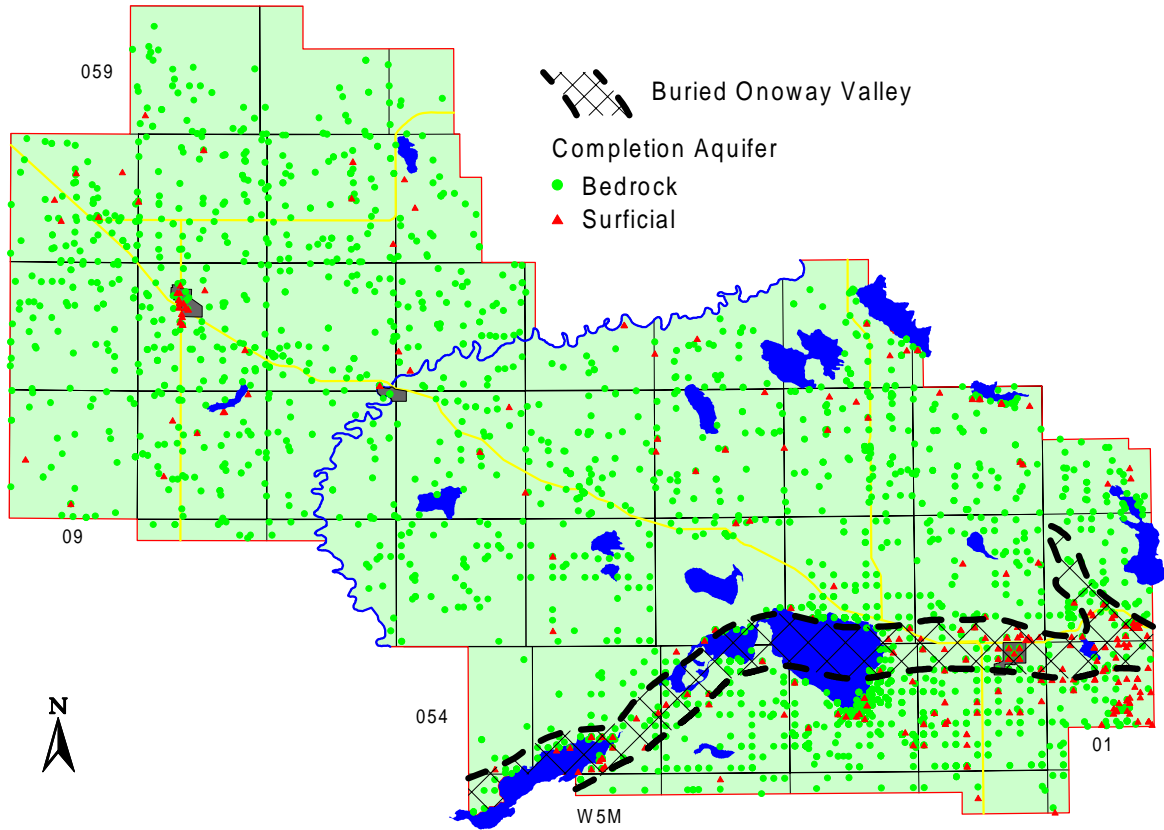 059
Buried Onoway Valley
Completion Aquifer
Bedrock
Surficial
09
054
N
01
W5M